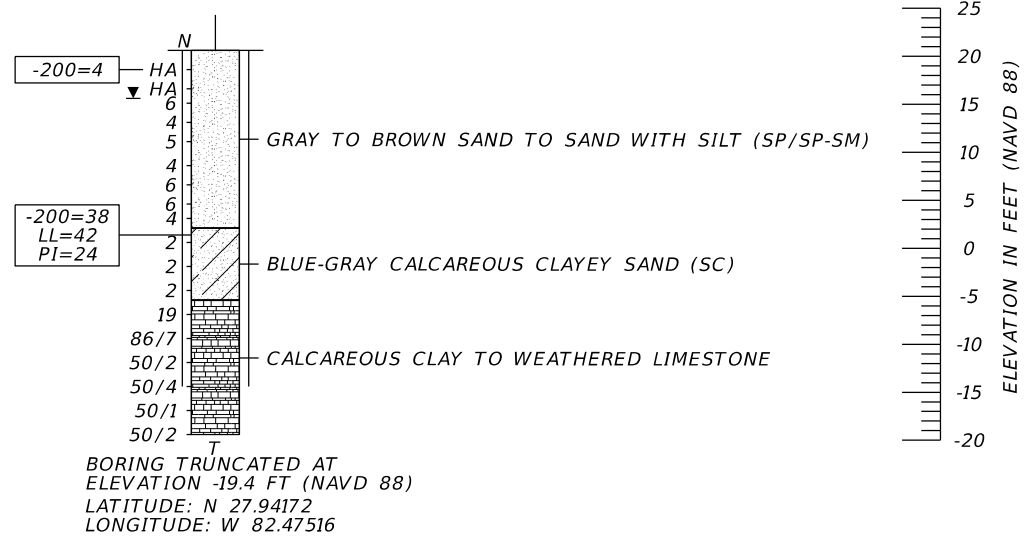 N
-200=4
HA
HA
6
4
5
4
6
6
4
-200=38
LL=42
PI=24
2
2
2
19
86/7
50/2
50/4
50/1
50/2
T
GRAY TO BROWN SAND TO SAND WITH SILT (SP/SP-SM)
BLUE-GRAY CALCAREOUS CLAYEY SAND (SC)
CALCAREOUS CLAY TO WEATHERED LIMESTONE
BORING TRUNCATED AT
ELEVATION -19.4 FT (NAVD 88)
LATITUDE: N 27.94172
LONGITUDE: W 82.47516
25
20
15
10
5
0
-5
-10
-15
-20
ELEVATION IN FEET (NAVD 88)